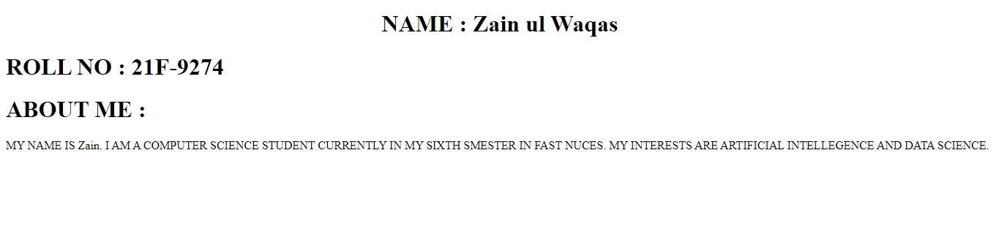 NAME : Zain ul Waqas
ROLL NO : 21F-9274
ABOUT ME :
MY NAME IS Zain. I AM A COMPUTER SCIENCE STUDENT CURRENTLY IN MY SIXTH SMESTER IN FAST NUCES. MY INTERESTS ARE ARTIFICIAL INTELLEGENCE AND DATA SCIENCE.